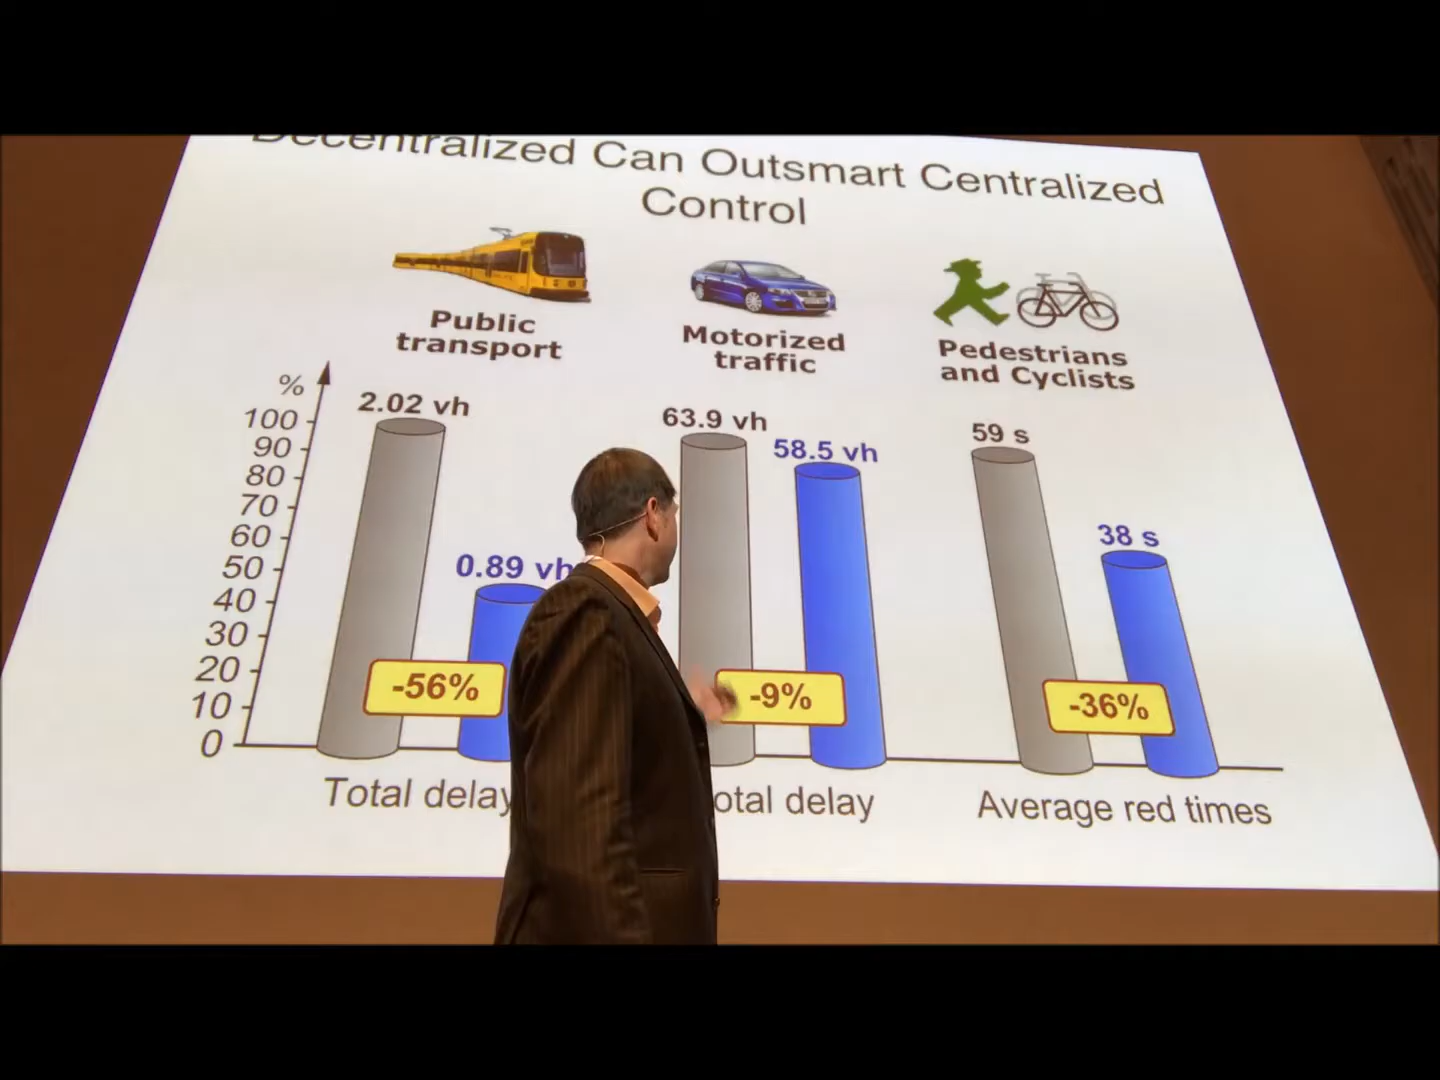 Decentralized Can Outsmart Centralized
Control
Public
transport
Motorized
traffic
Pedestrians
and Cyclists
%
100
90
80
70
60
50
40
30
20
10
0
2.02 vh
0.89 vh
-56%
63.9 vh
58.5 vh
-9%
59 s
38 s
-36%
Total delay
otal delay
Average red times